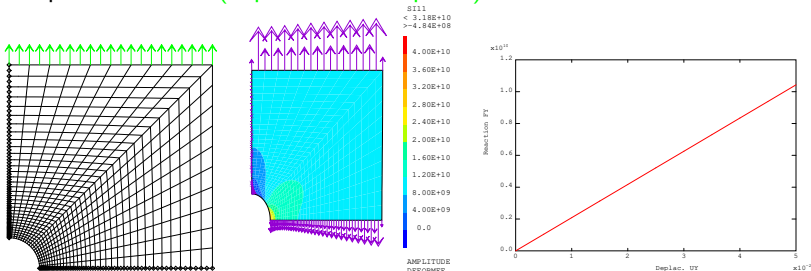 SI11
< 3.18E+10
>-4.84E+08
4.00E+10
3.60E+10
3.20E+10
2.80E+10
2.40E+10
2.00E+10
1.60E+10
1.20E+10
8.00E+09
4.00E+09
0.0
AMPLITUDE
DEFORMEE
x10¹⁰
1.2
1.0
0.8
0.6
0.4
0.2
0.0
Reaction FY
0
1
2
3
4
5
Deplac. UY